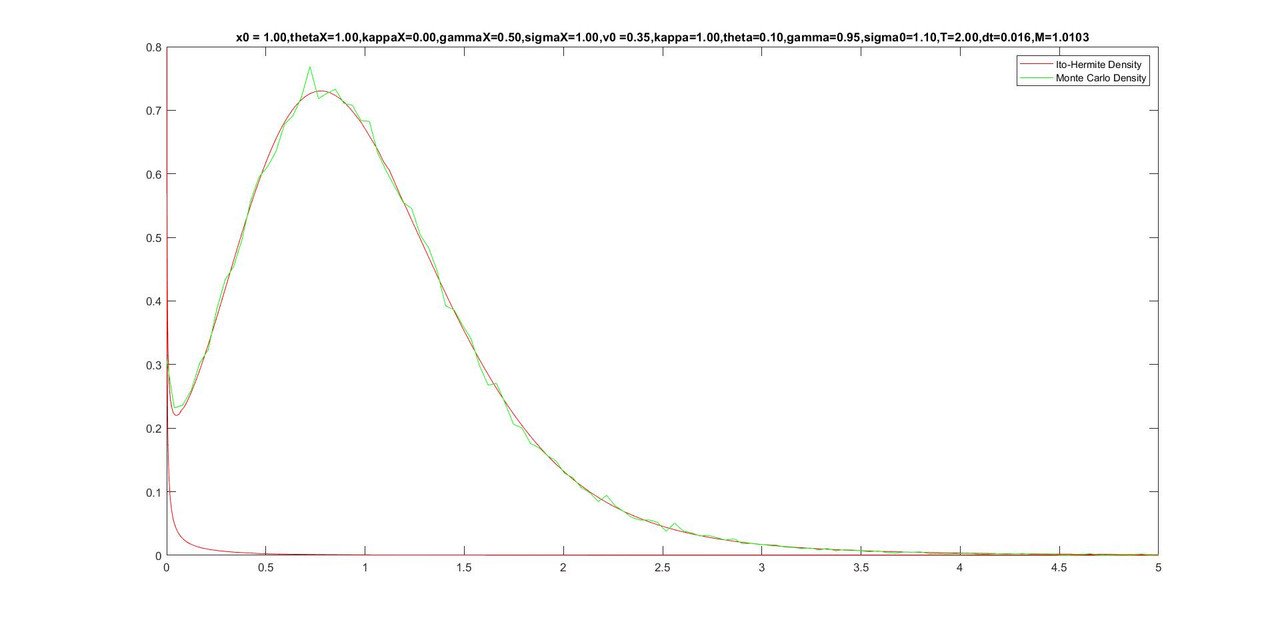 x0 = 1.00,thetaX=1.00,kappaX=0.00,gammaX=0.50,sigmaX=1.00,v0 =0.35,kappa=1.00,theta=0.10,gamma=0.95,sigma0=1.10,T=2.00,dt=0.016,M=1.0103
Ito-Hermite Density
Monte Carlo Density
0.8
0.7
0.6
0.5
0.4
0.3
0.2
0.1
0
0 0.5 1 1.5 2 2.5 3 3.5 4 4.5 5